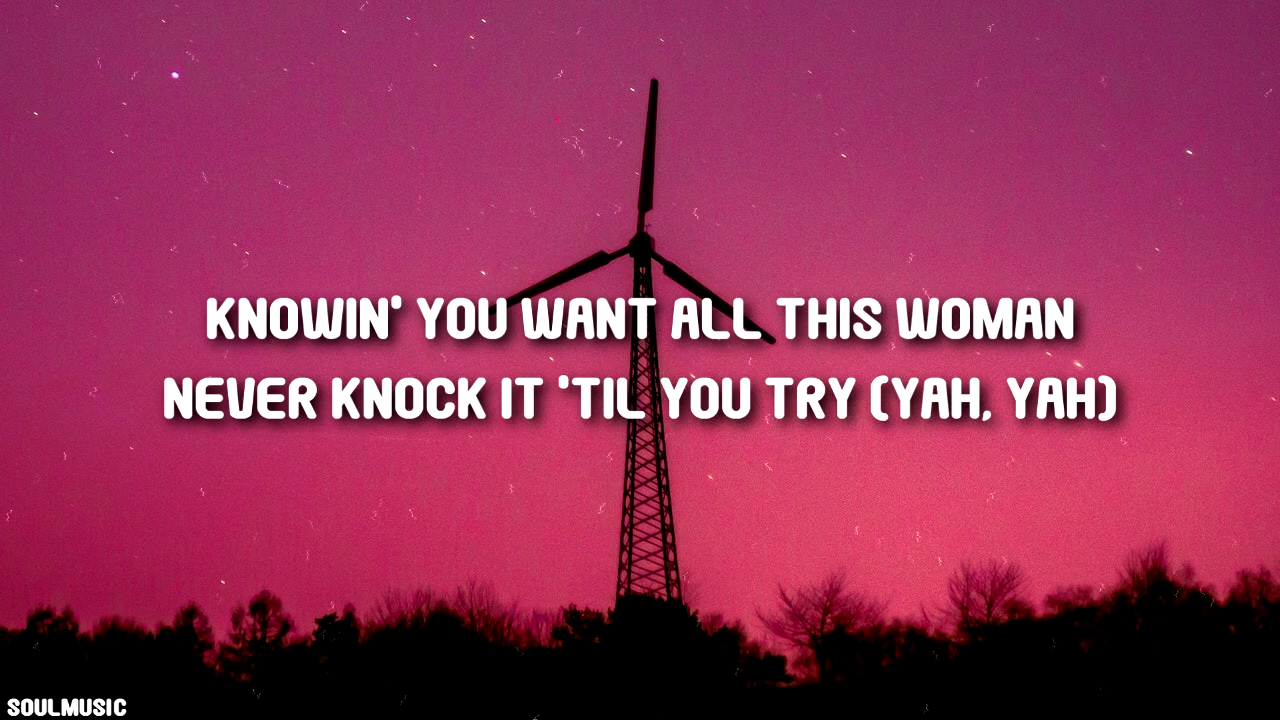 KNOWIN' YOU WANT ALL THIS WOMAN
NEVER KNOCK IT 'TIL YOU TRY (YAH, YAH)
SOULMUSIC